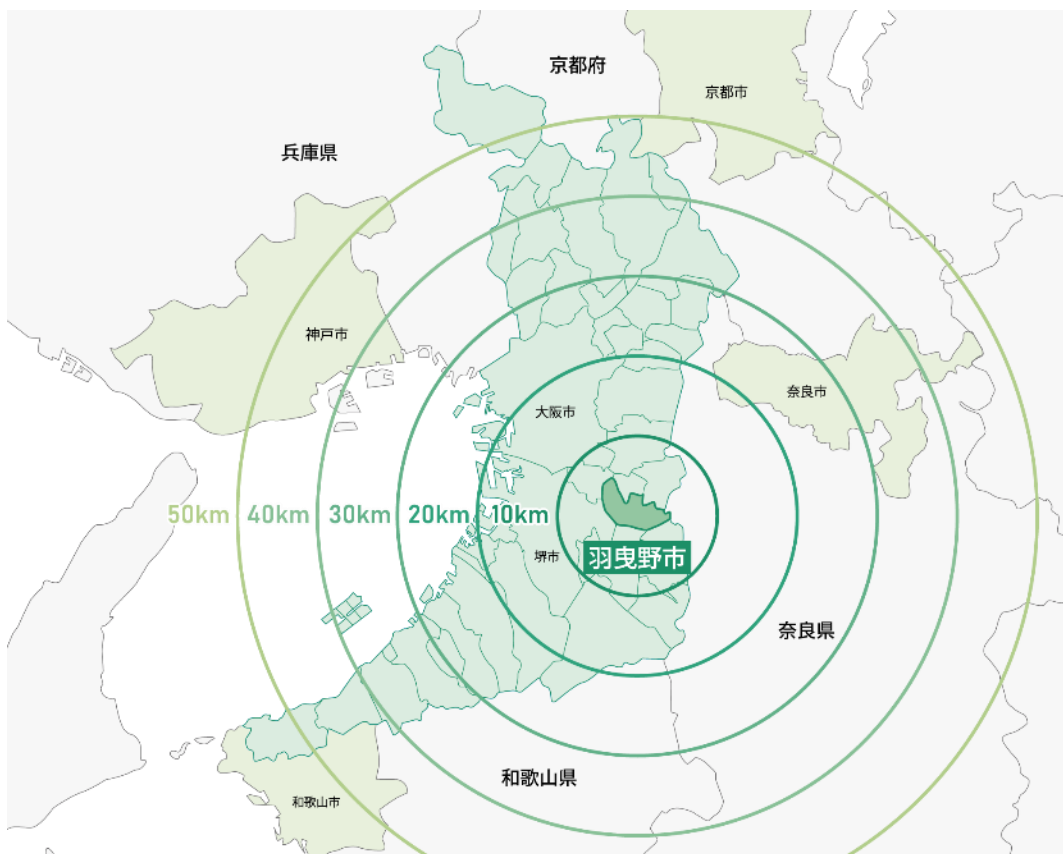 京都府
京都市
兵庫県
神戸市
奈良市
大阪市
50km
40km
30km
20km
10km
堺市
羽曳野市
奈良県
和歌山県
和歌山市